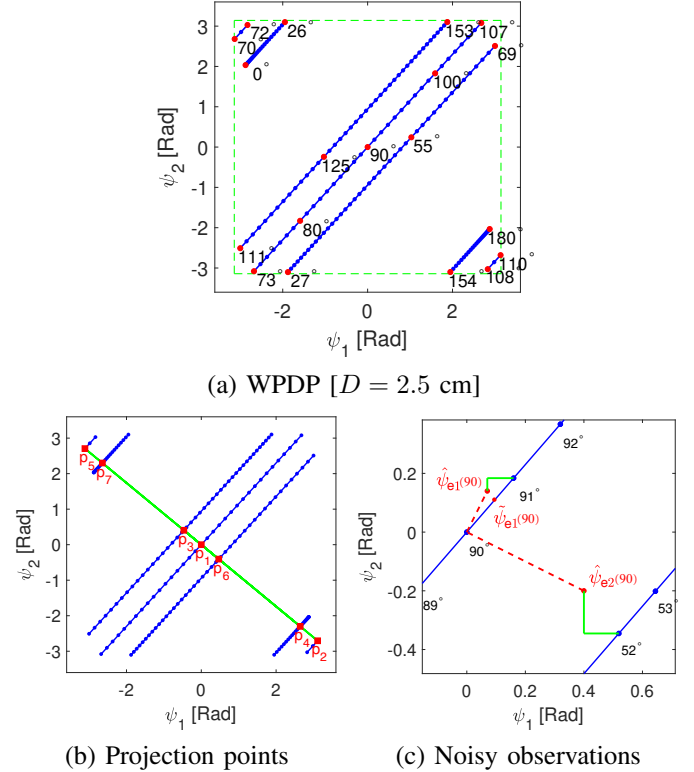 3
2
1
0
-1
-2
-3
ψ2 [Rad]
72°
70°
26°
0°
153°
107°
69°
100°
125°
90°
55°
80°
111°
73°
27°
180°
110°
154°
108°
-2
0
2
ψ1 [Rad]
(a) WPDP [D = 2.5 cm]
3
2
1
0
-1
-2
-3
ψ2 [Rad]
p5
p7
p3
p1
p6
p4
p2
-2
0
2
ψ1 [Rad]
(b) Projection points
0.2
0
-0.2
-0.4
ψ2 [Rad]
92°
ψ̂e1(90)
91°
ψ̃e1(90)
90°
ψ̂e2(90)
89°
53°
52°
0
0.2
0.4
0.6
ψ1 [Rad]
(c) Noisy observations